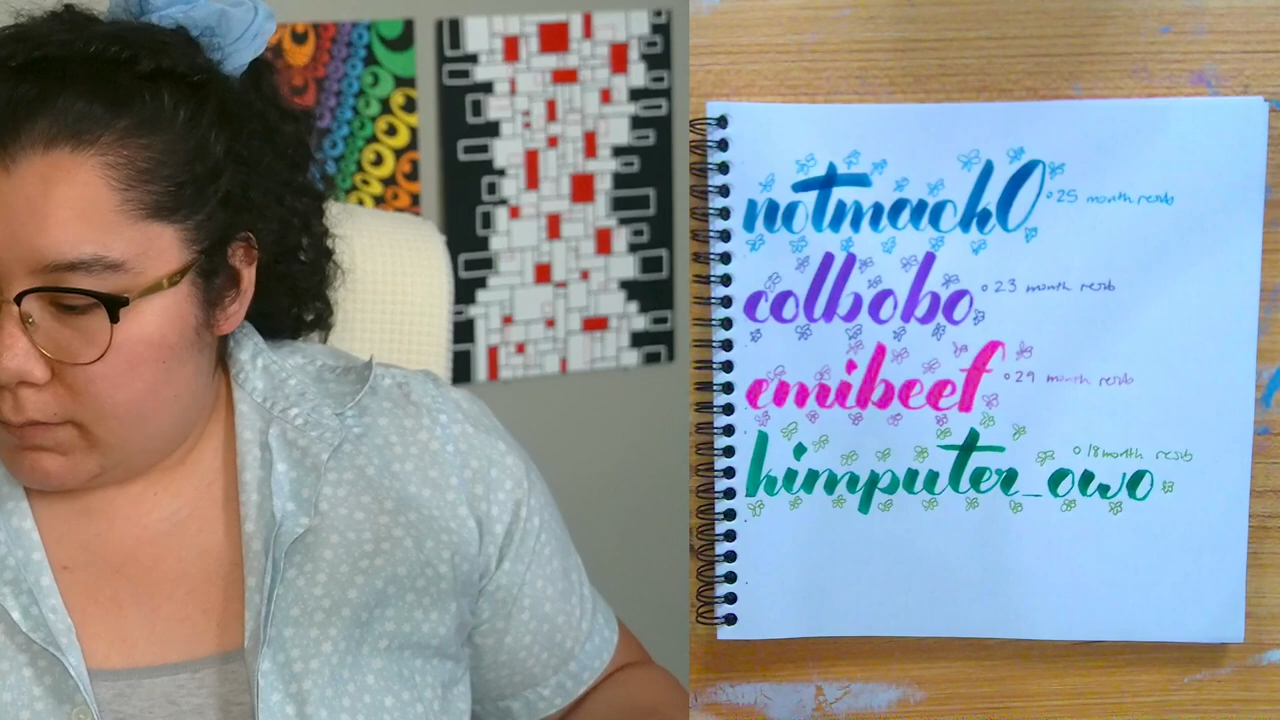 notmack0 25 month resub
colbobo 23 month resub
emibeef 29 month resub
kimputer_owo 18 month resub